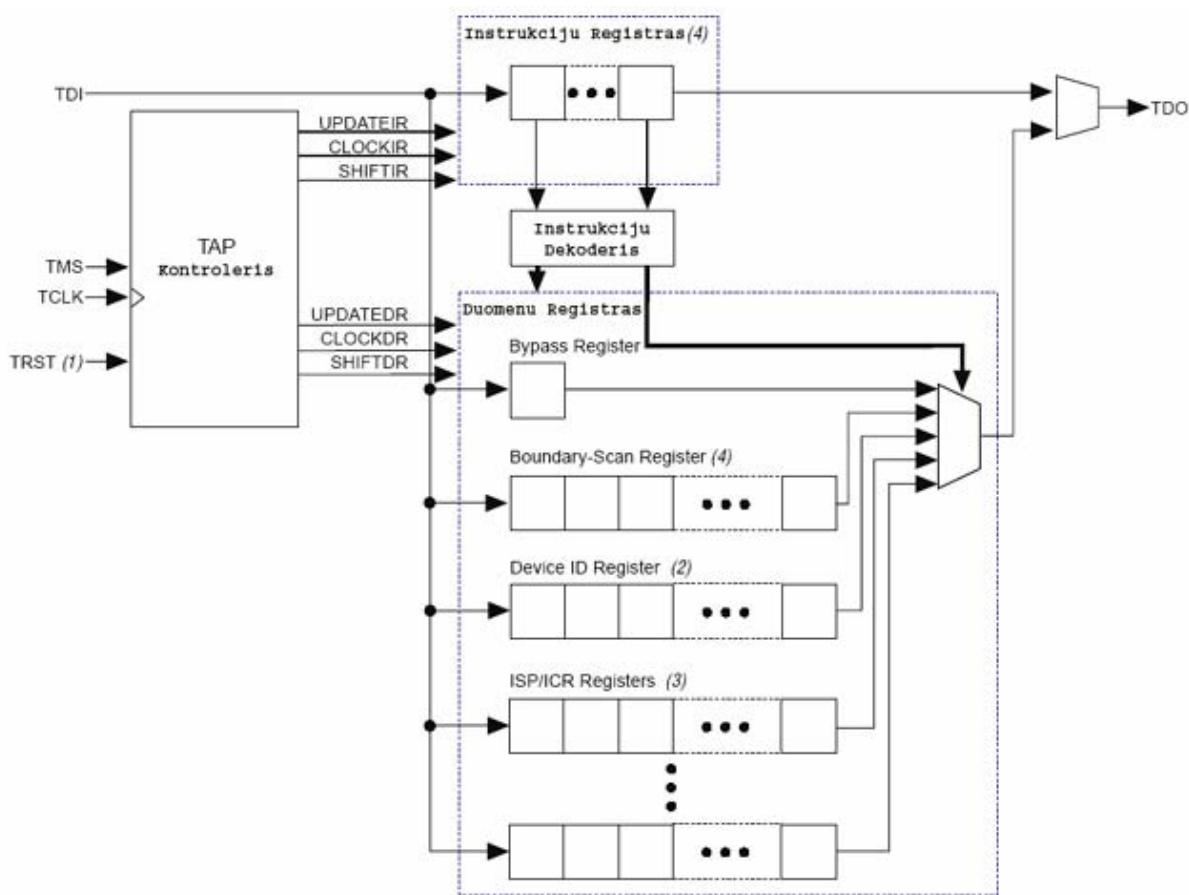 Instrukciju Registras(4)
TDI
TDO
UPDATEIR
CLOCKIR
SHIFTIR
TAP
Kontroleris
Instrukciju
Dekoderis
TMS
TCLK
TRST (1)
UPDATEDR
CLOCKDR
SHIFTDR
Duomenu Registras
Bypass Register
Boundary-Scan Register (4)
Device ID Register (2)
ISP/ICR Registers (3)